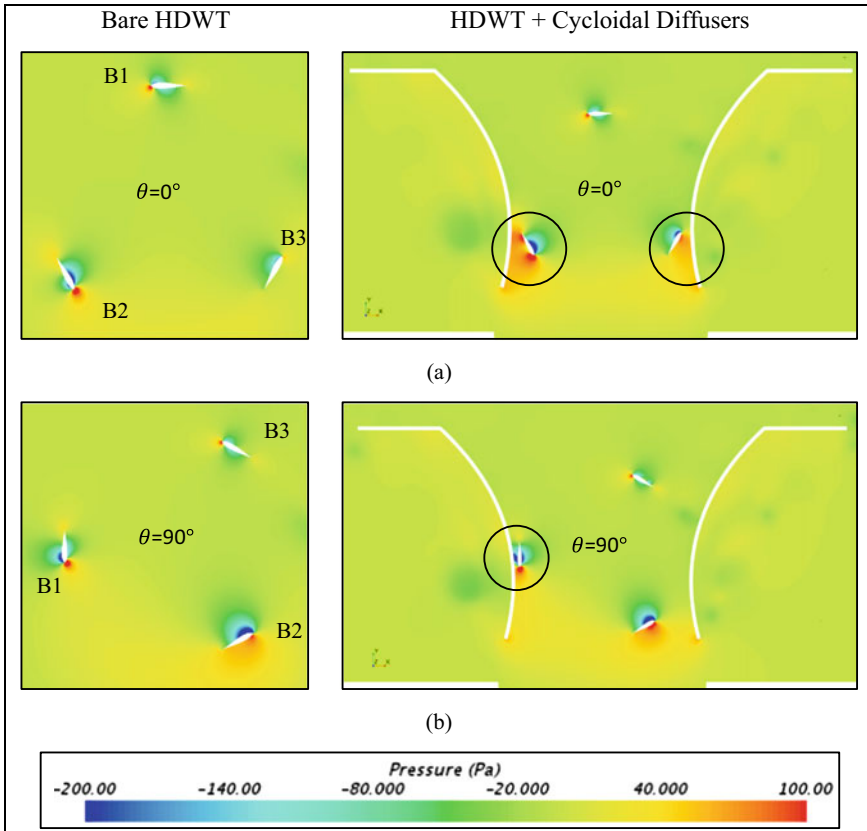 Bare HDWT
HDWT + Cycloidal Diffusers
B1
θ=0°
B3
B2
θ=0°
(a)
B3
θ=90°
B1
B2
θ=90°
(b)
Pressure (Pa)
-200.00 -140.00 -80.000 -20.000 40.000 100.00